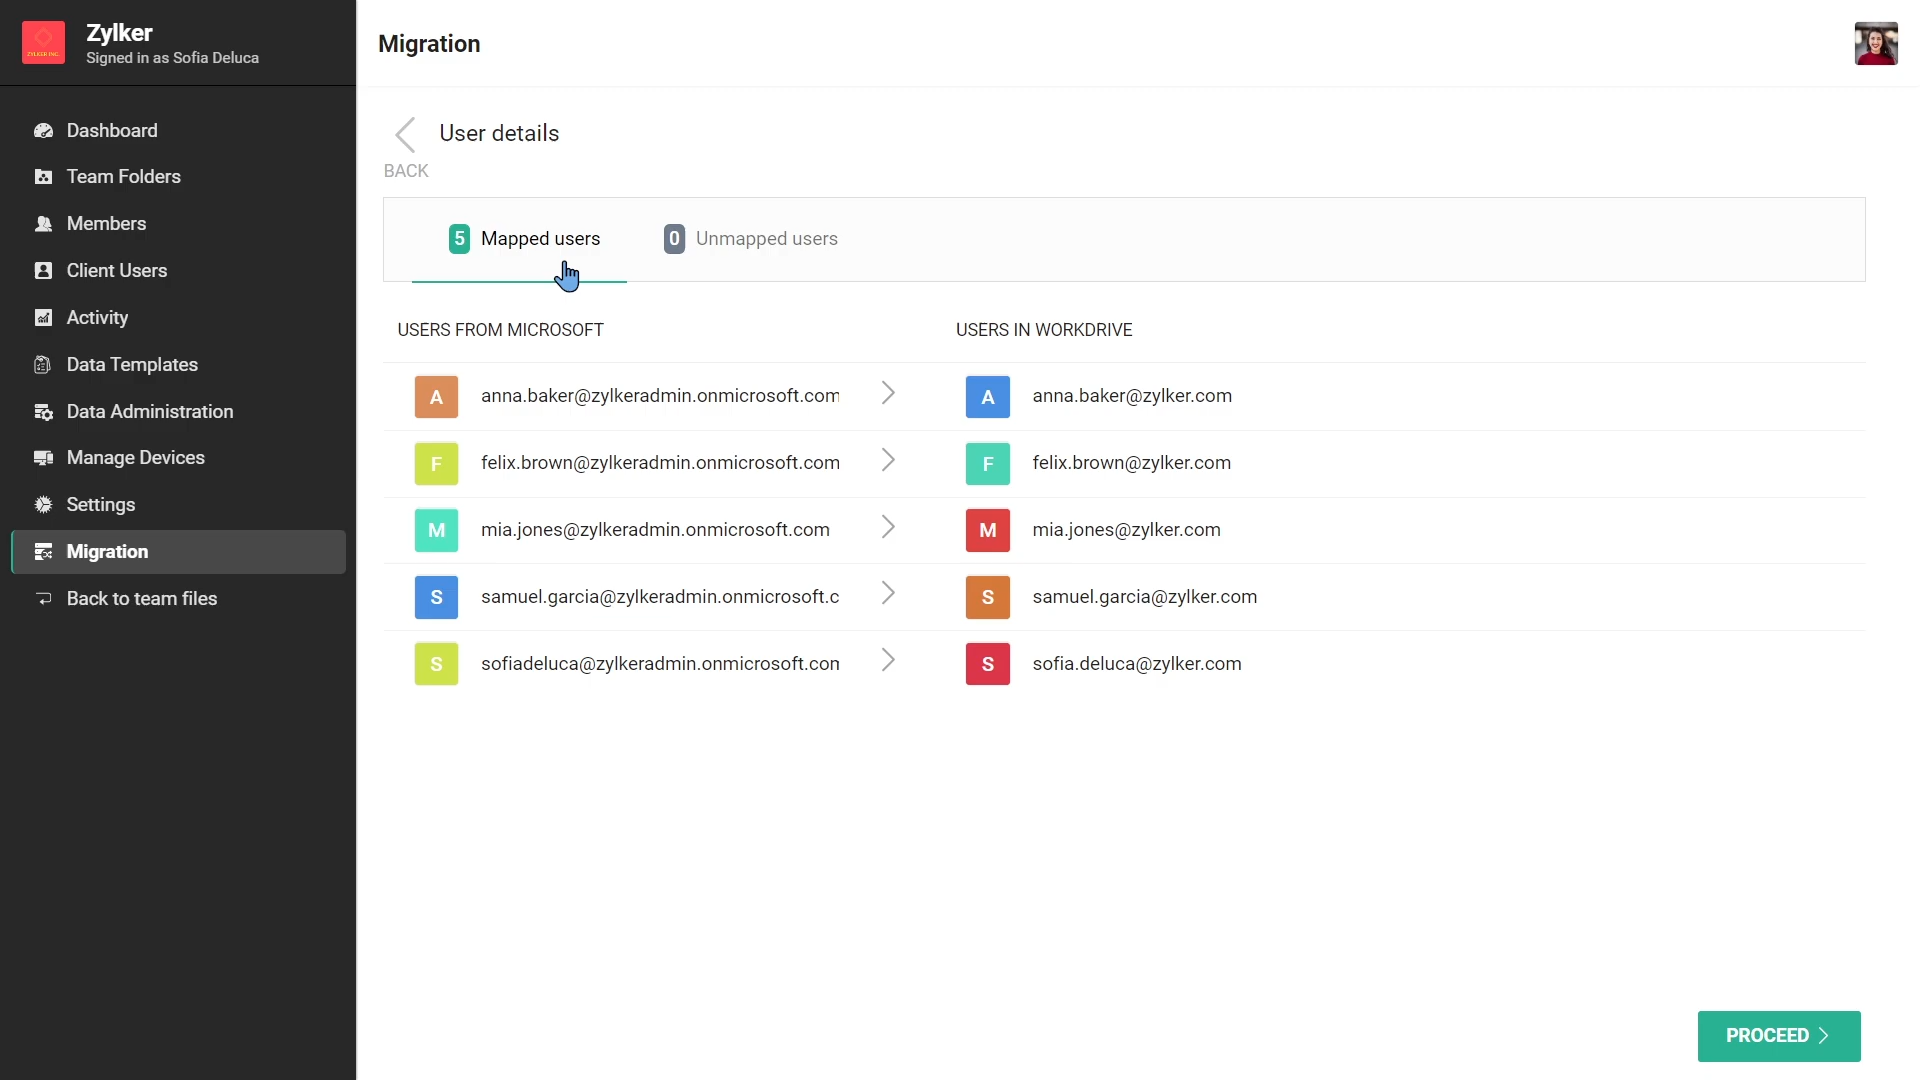 Zylker
Signed in as Sofia Deluca
ZYLKER INC.
Dashboard
Team Folders
Members
Client Users
Activity
Data Templates
Data Administration
Manage Devices
Settings
Migration
Back to team files
Migration
User details
BACK
5 Mapped users
0 Unmapped users
USERS FROM MICROSOFT
USERS IN WORKDRIVE
A anna.baker@zylkeradmin.onmicrosoft.com
A anna.baker@zylker.com
F felix.brown@zylkeradmin.onmicrosoft.com
F felix.brown@zylker.com
M mia.jones@zylkeradmin.onmicrosoft.com
M mia.jones@zylker.com
S samuel.garcia@zylkeradmin.onmicrosoft.c
S samuel.garcia@zylker.com
S sofiadeluca@zylkeradmin.onmicrosoft.con
S sofia.deluca@zylker.com
PROCEED